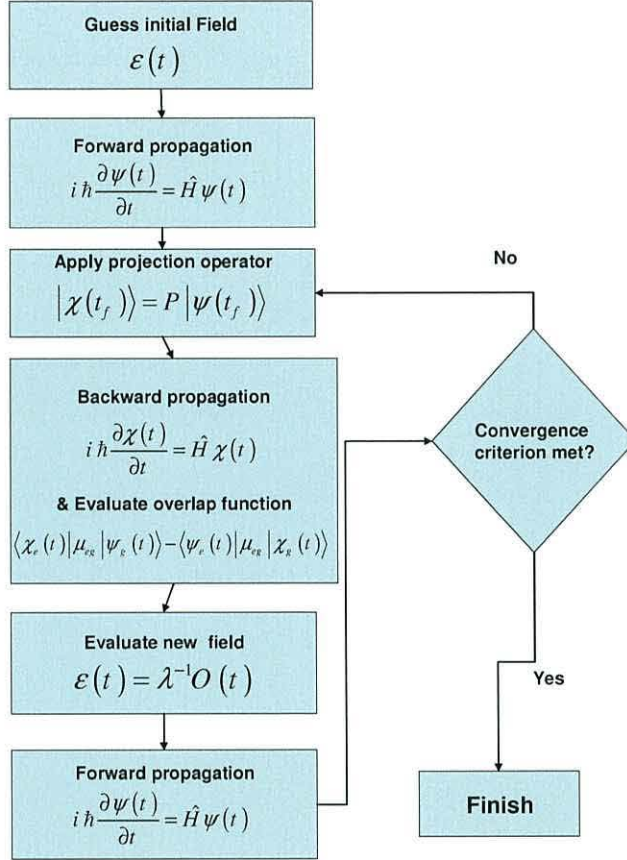 Guess initial Field
ε(t)
Forward propagation
iħ ∂ψ(t)/∂t = Ĥψ(t)
Apply projection operator
|χ(t_f)⟩ = P|ψ(t_f)⟩
Backward propagation
iħ ∂χ(t)/∂t = Ĥ χ(t)
& Evaluate overlap function
⟨χ_e(t)|μ_eg|ψ_g(t)⟩−⟨ψ_e(t)|μ_eg|χ_g(t)⟩
Evaluate new field
ε(t) = λ⁻¹O(t)
Forward propagation
iħ ∂ψ(t)/∂t = Ĥψ(t)
No
Convergence
criterion met?
Yes
Finish